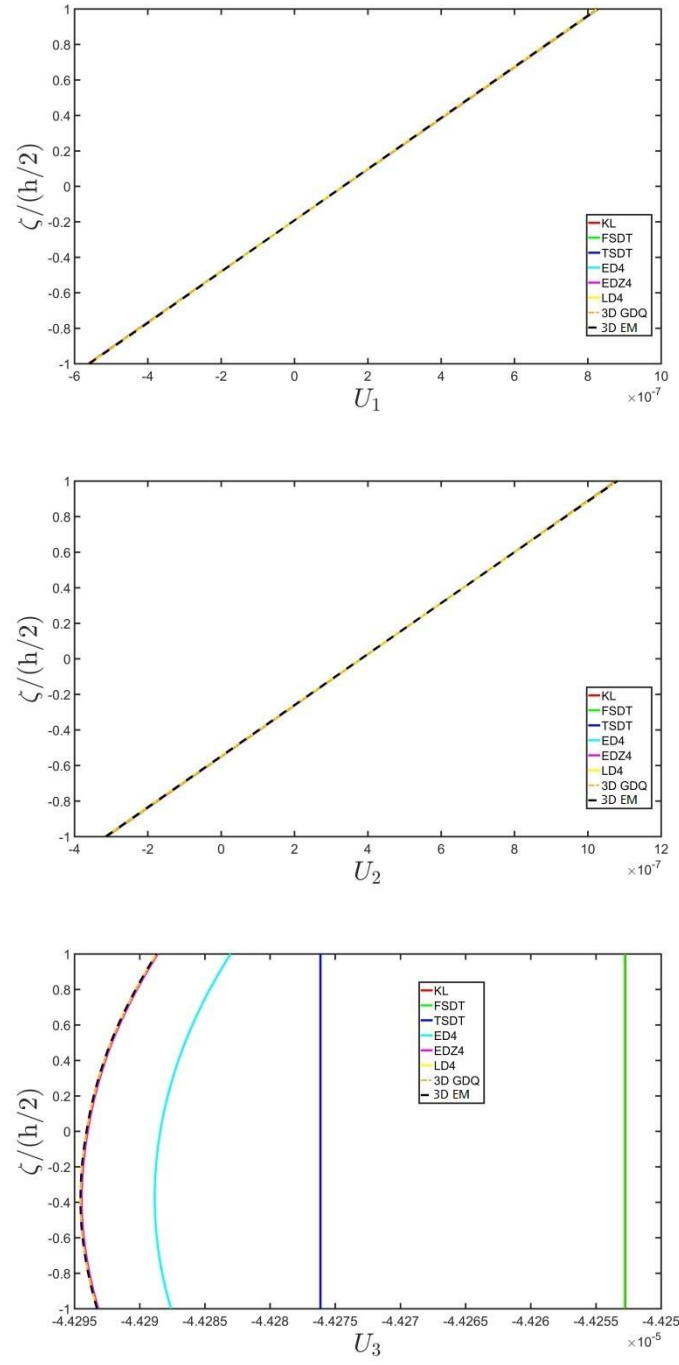 1
0.8
0.6
0.4
0.2
0
-0.2
-0.4
-0.6
-0.8
-1
ζ/(h/2)
KL
FSDT
TSDT
ED4
EDZ4
LD4
3D GDQ
3D EM
-6 -4 -2 0 2 4 6 8 10
U₁ ×10⁻⁷
1
0.8
0.6
0.4
0.2
0
-0.2
-0.4
-0.6
-0.8
-1
ζ/(h/2)
KL
FSDT
TSDT
ED4
EDZ4
LD4
3D GDQ
3D EM
-4 -2 0 2 4 6 8 10 12
U₂ ×10⁻⁷
1
0.8
0.6
0.4
0.2
0
-0.2
-0.4
-0.6
-0.8
-1
ζ/(h/2)
KL
FSDT
TSDT
ED4
EDZ4
LD4
3D GDQ
3D EM
-4.4295 -4.429 -4.4285 -4.428 -4.4275 -4.427 -4.4265 -4.426 -4.4255 -4.425
U₃ ×10⁻⁵